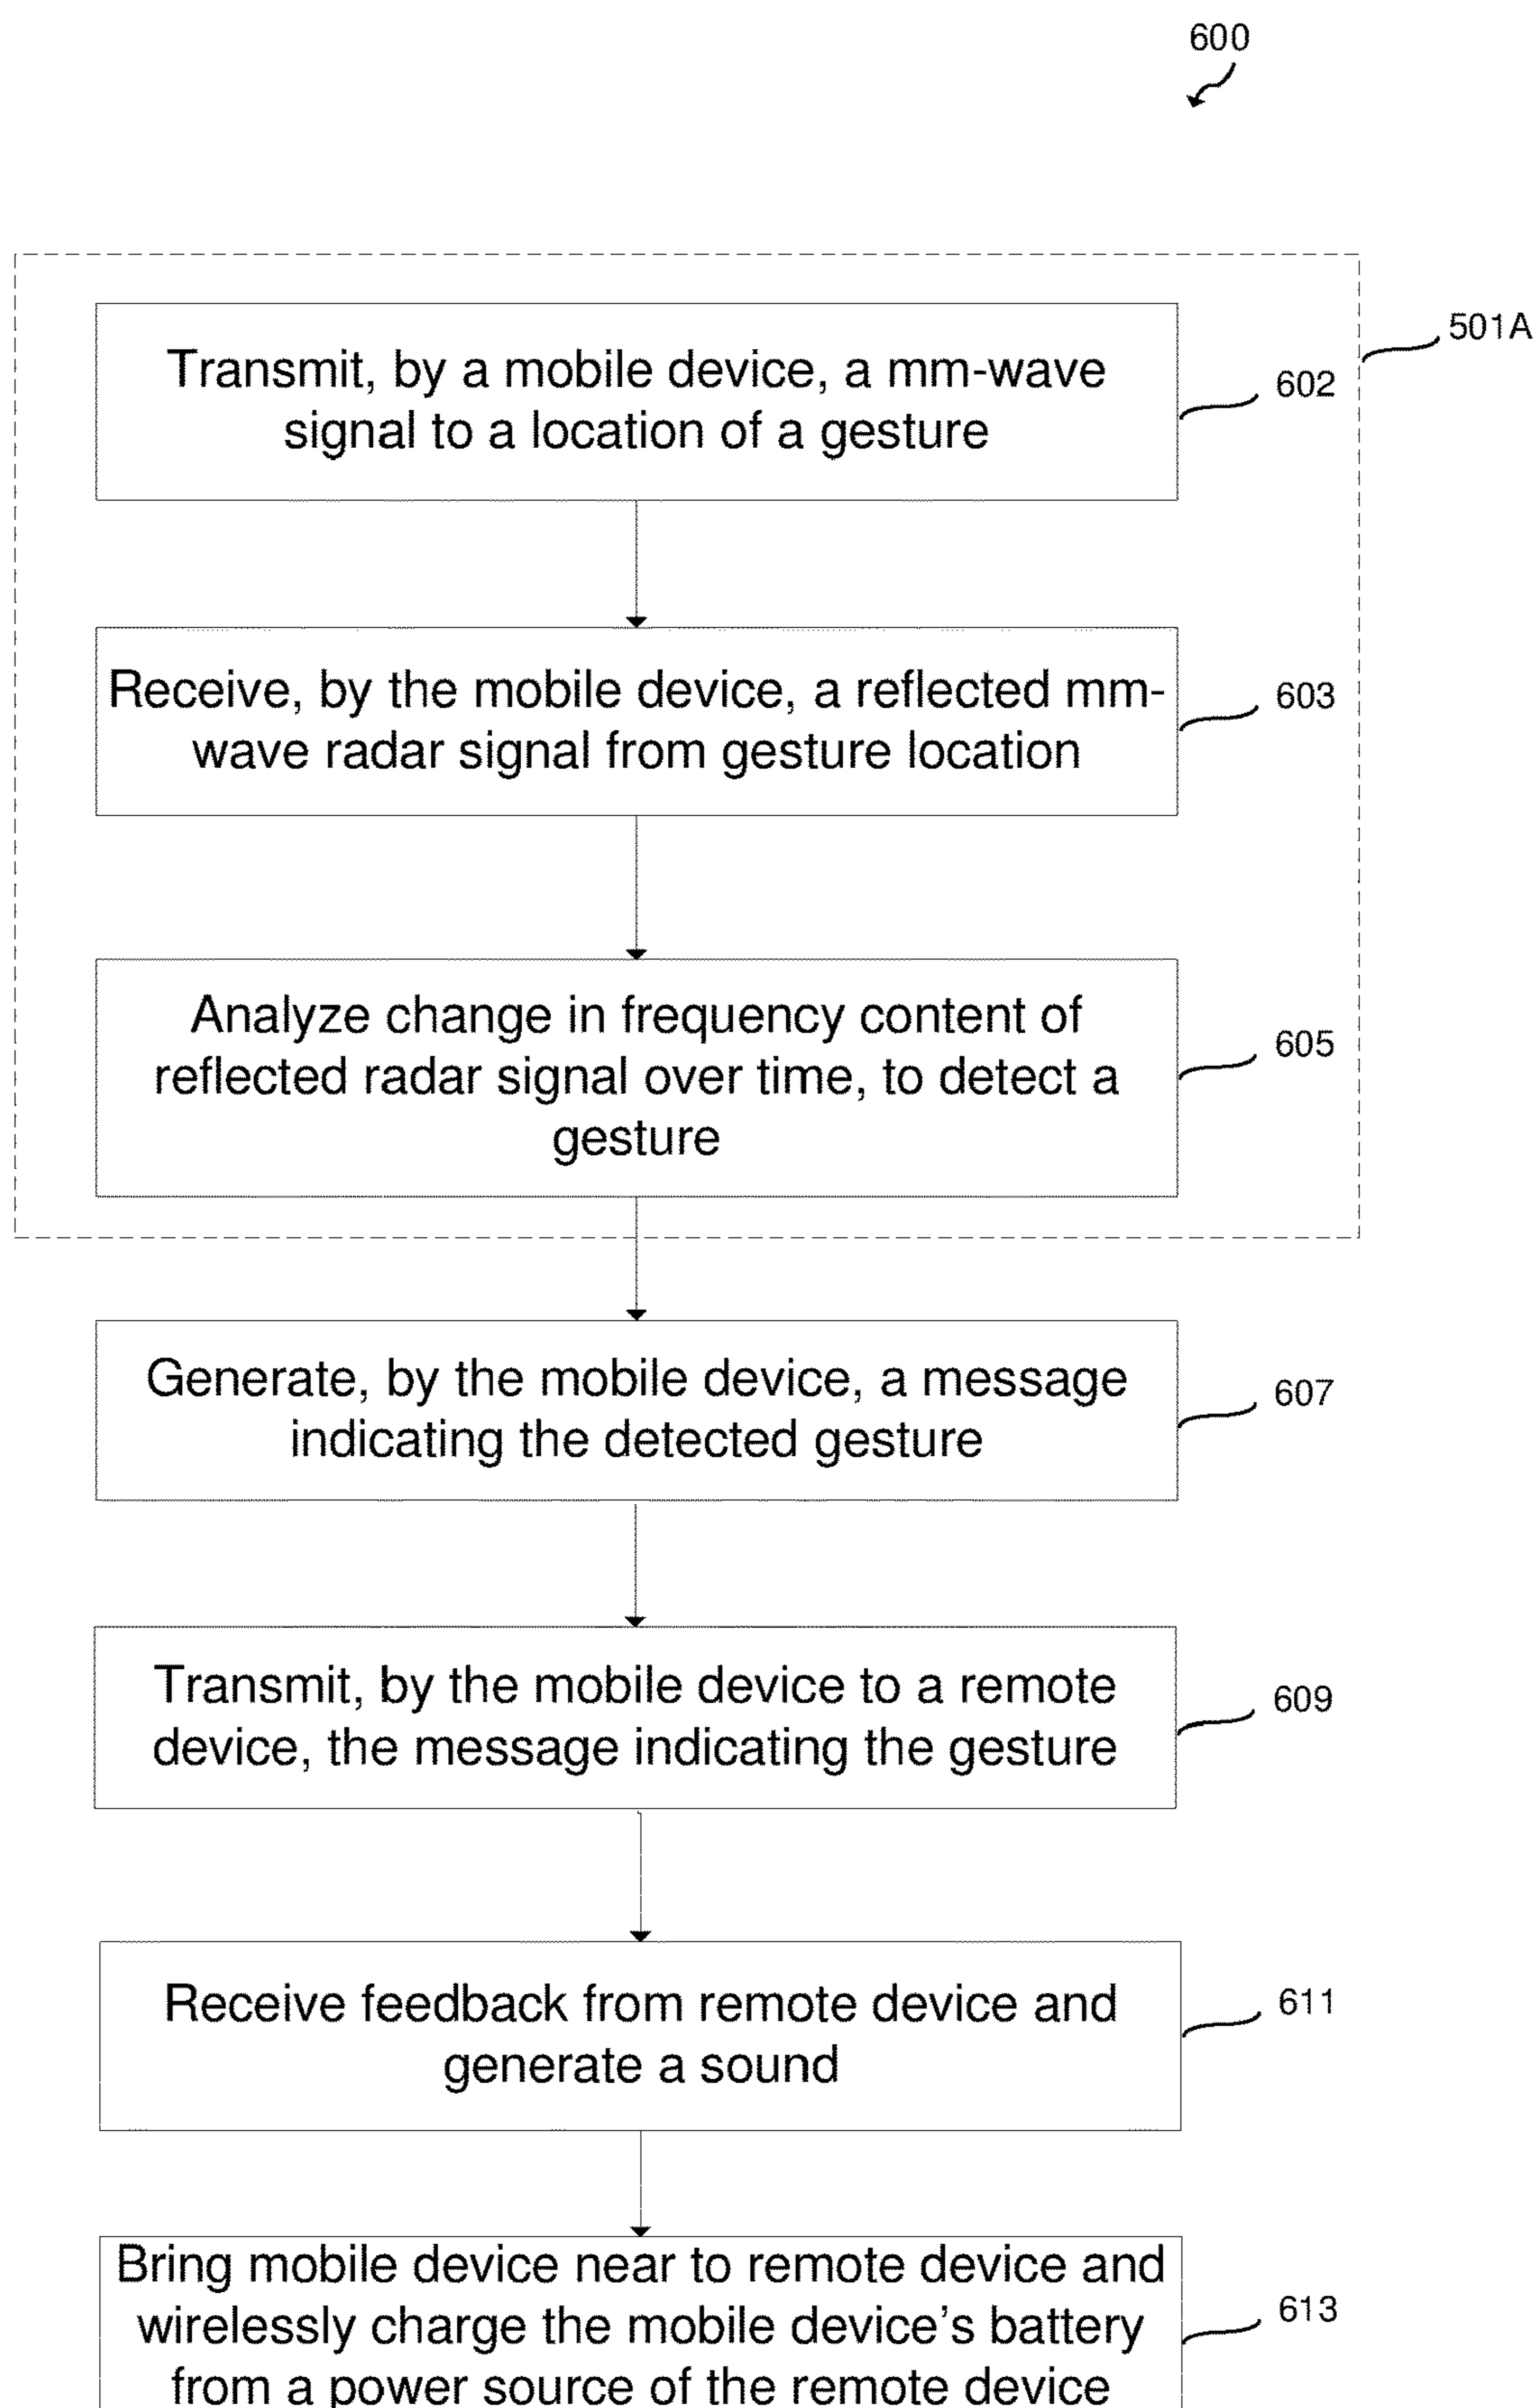 600
501A
Transmit, by a mobile device, a mm-wave
signal to a location of a gesture
602
Receive, by the mobile device, a reflected mm-
wave radar signal from gesture location
603
Analyze change in frequency content of
reflected radar signal over time, to detect a
gesture
605
Generate, by the mobile device, a message
indicating the detected gesture
607
Transmit, by the mobile device to a remote
device, the message indicating the gesture
609
Receive feedback from remote device and
generate a sound
611
Bring mobile device near to remote device and
wirelessly charge the mobile device's battery
from a power source of the remote device
613